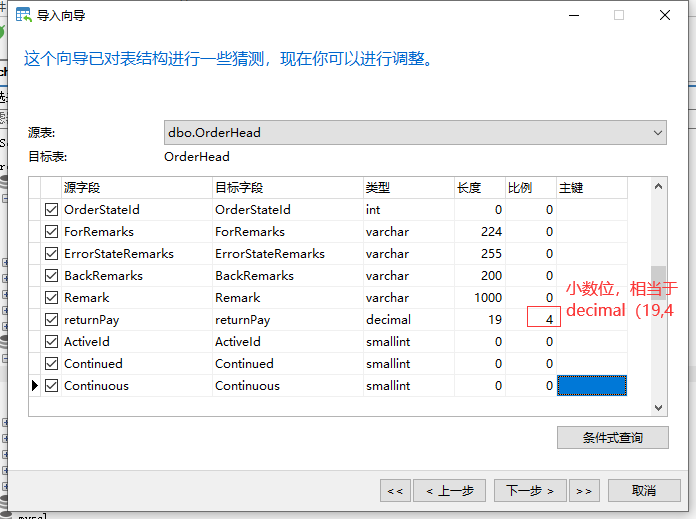 导入向导
这个向导已对表结构进行一些猜测，现在你可以进行调整。
源表: dbo.OrderHead
目标表: OrderHead
源字段 目标字段 类型 长度 比例 主键
OrderStateId OrderStateId int 0 0
ForRemarks ForRemarks varchar 224 0
ErrorStateRemarks ErrorStateRemarks varchar 255 0
BackRemarks BackRemarks varchar 200 0
Remark Remark varchar 1000 0
returnPay returnPay decimal 19 4
小数位，相当于
decimal（19,4
ActiveId ActiveId smallint 0 0
Continued Continued smallint 0 0
Continuous Continuous smallint 0 0
条件式查询
<< < 上一步 下一步 > >> 取消